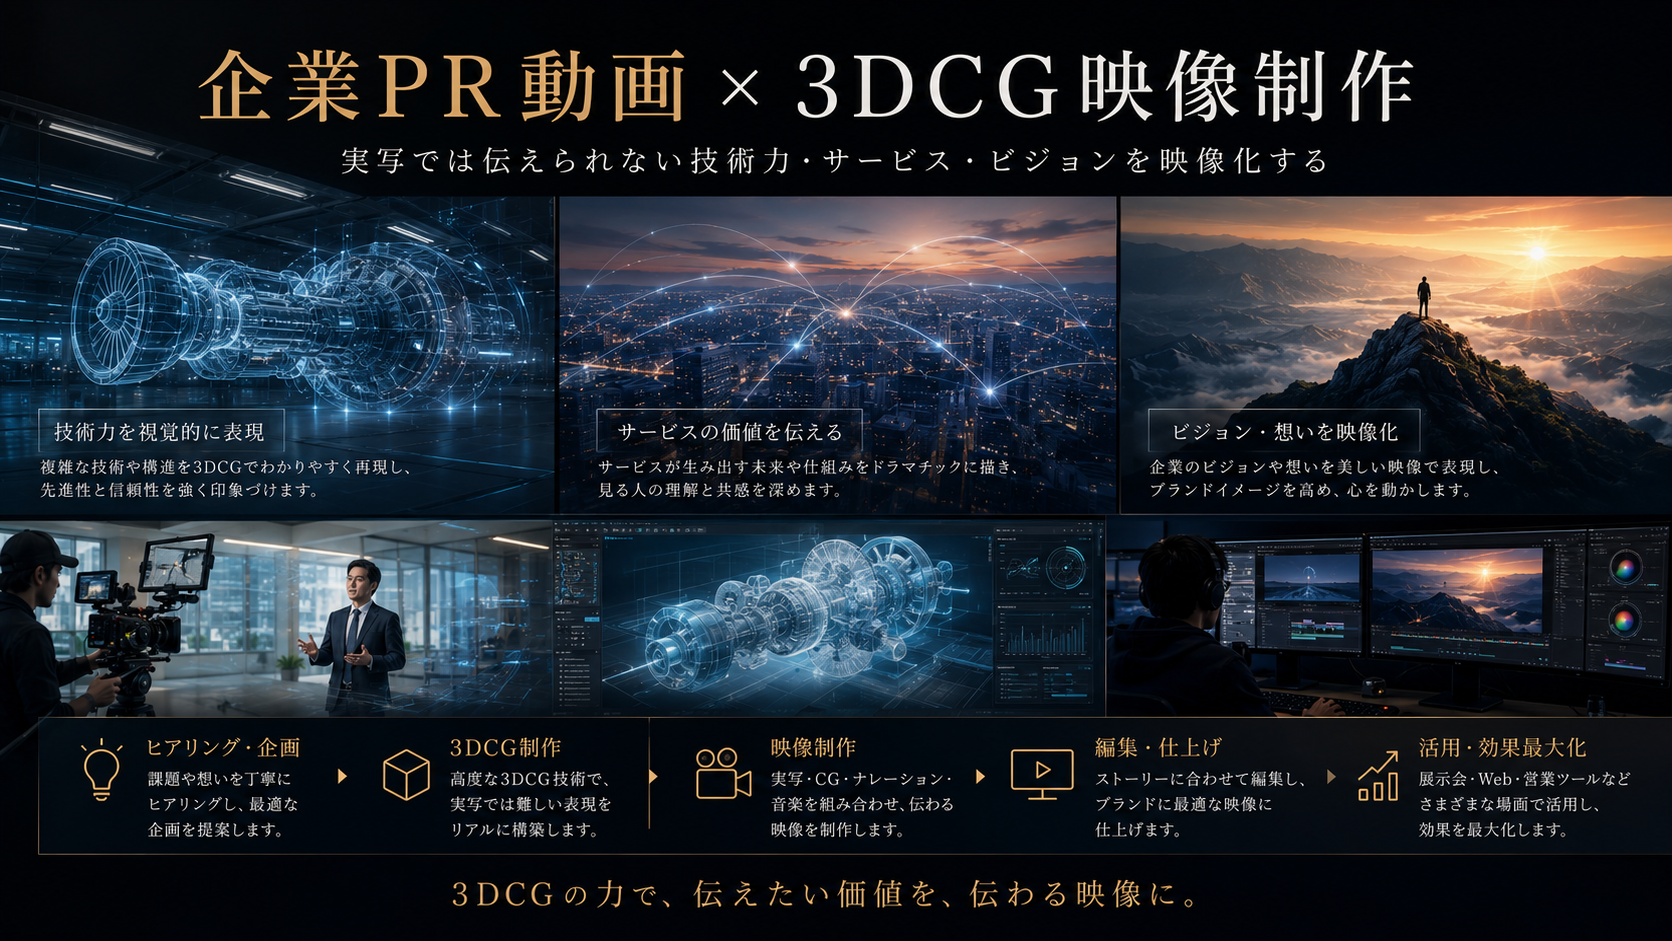 企業PR動画 × 3DCG映像制作
実写では伝えられない技術力・サービス・ビジョンを映像化する
技術力を視覚的に表現
複雑な技術や構進を3DCGでわかりやすく再現し、
先進性と信頼性を強く印象づけます。
サービスの価値を伝える
サービスが生み出す未来や仕組みをドラマチックに描き、
見る人の理解と共感を深めます。
ビジョン・想いを映像化
企業のビジョンや想いを美しい映像で表現し、
ブランドイメージを高め、心を動かします。
ヒアリング・企画
課題や想いを丁寧に
ヒアリングし、最適な
企画を提案します。
3DCG制作
高度な3DCG技術で、
実写では難しい表現を
リアルに構築します。
映像制作
実写・CG・ナレーション・
音楽を組み合わせ、伝わる
映像を制作します。
編集・仕上げ
ストーリーに合わせて編集し、
ブランドに最適な映像に
仕上げます。
活用・効果最大化
展示会・Web・営業ツールなど
さまざまな場面で活用し、
効果を最大化します。
3DCGの力で、伝えたい価値を、伝わる映像に。